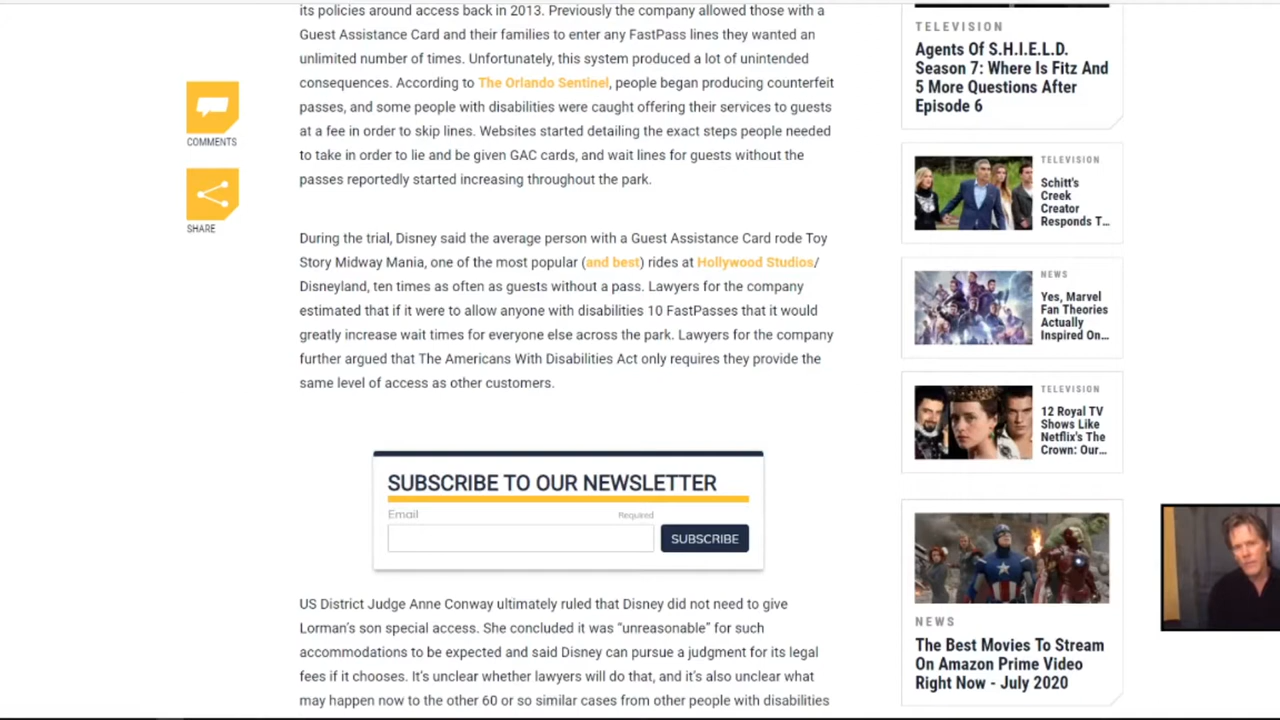 its policies around access back in 2013. Previously the company allowed those with a
Guest Assistance Card and their families to enter any FastPass lines they wanted an
unlimited number of times. Unfortunately, this system produced a lot of unintended
consequences. According to The Orlando Sentinel, people began producing counterfeit
passes, and some people with disabilities were caught offering their services to guests
at a fee in order to skip lines. Websites started detailing the exact steps people needed
to take in order to lie and be given GAC cards, and wait lines for guests without the
passes reportedly started increasing throughout the park.
During the trial, Disney said the average person with a Guest Assistance Card rode Toy
Story Midway Mania, one of the most popular (and best) rides at Hollywood Studios/
Disneyland, ten times as often as guests without a pass. Lawyers for the company
estimated that if it were to allow anyone with disabilities 10 FastPasses that it would
greatly increase wait times for everyone else across the park. Lawyers for the company
further argued that The Americans With Disabilities Act only requires they provide the
same level of access as other customers.
SUBSCRIBE TO OUR NEWSLETTER
Email
Required
SUBSCRIBE
US District Judge Anne Conway ultimately ruled that Disney did not need to give
Lorman's son special access. She concluded it was “unreasonable” for such
accommodations to be expected and said Disney can pursue a judgment for its legal
fees if it chooses. It's unclear whether lawyers will do that, and it's also unclear what
may happen now to the other 60 or so similar cases from other people with disabilities
COMMENTS
SHARE
TELEVISION
Agents Of S.H.I.E.L.D.
Season 7: Where Is Fitz And
5 More Questions After
Episode 6
TELEVISION
Schitt's
Creek
Creator
Responds T...
NEWS
Yes, Marvel
Fan Theories
Actually
Inspired On...
TELEVISION
12 Royal TV
Shows Like
Netflix's The
Crown: Our...
NEWS
The Best Movies To Stream
On Amazon Prime Video
Right Now - July 2020